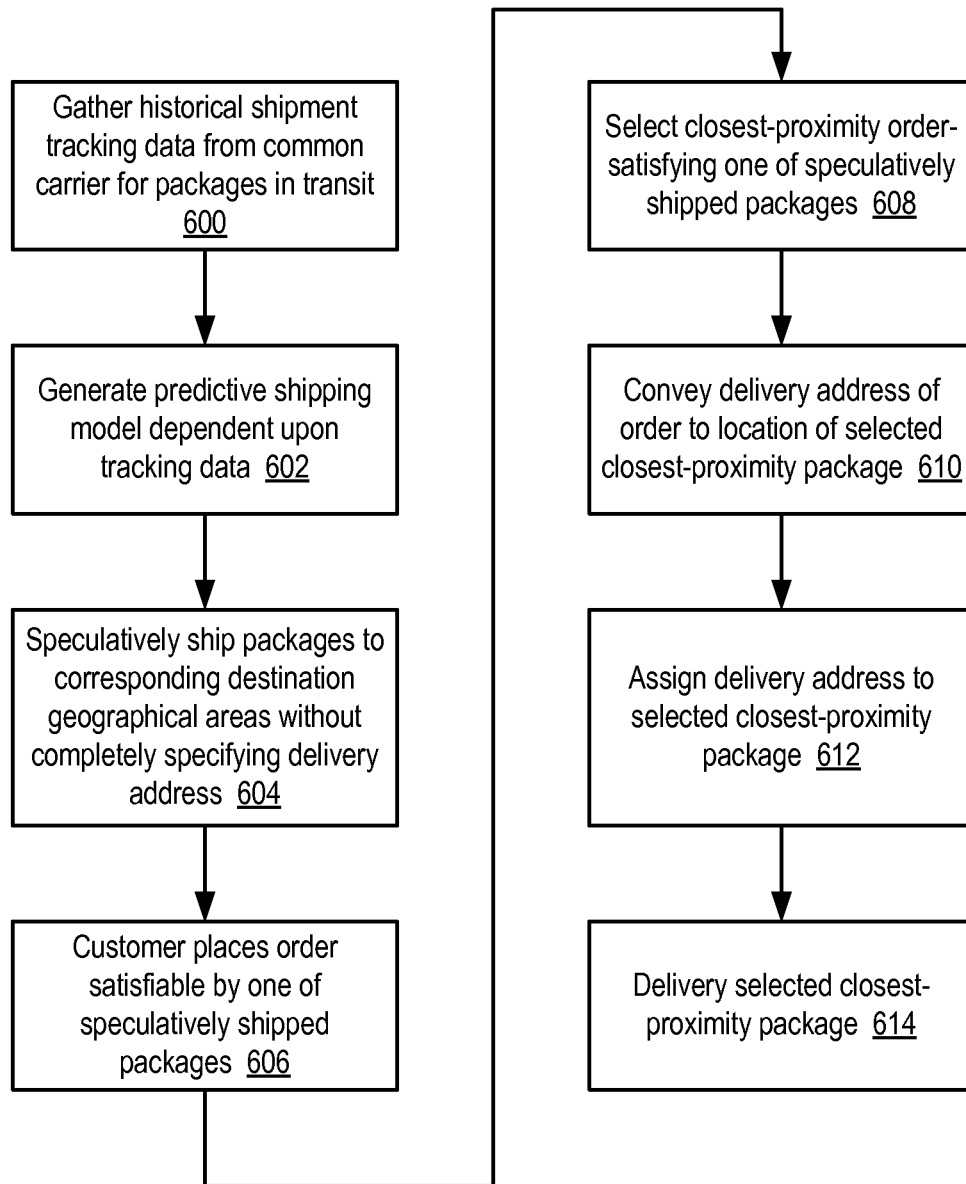 Gather historical shipment
tracking data from common
carrier for packages in transit
600
Generate predictive shipping
model dependent upon
tracking data 602
Speculatively ship packages to
corresponding destination
geographical areas without
completely specifying delivery
address 604
Customer places order
satisfiable by one of
speculatively shipped
packages 606
Select closest-proximity order-
satisfying one of speculatively
shipped packages 608
Convey delivery address of
order to location of selected
closest-proximity package 610
Assign delivery address to
selected closest-proximity
package 612
Delivery selected closest-
proximity package 614